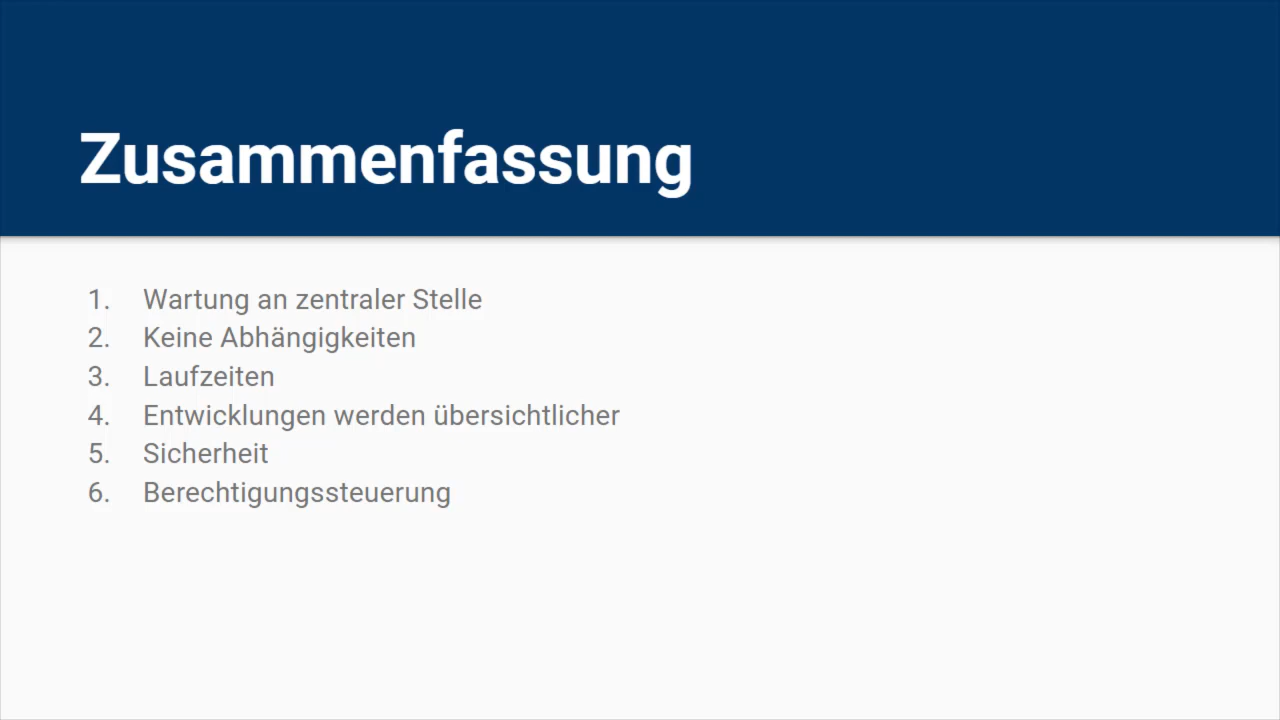 Zusammenfassung
1. Wartung an zentraler Stelle
2. Keine Abhängigkeiten
3. Laufzeiten
4. Entwicklungen werden übersichtlicher
5. Sicherheit
6. Berechtigungssteuerung